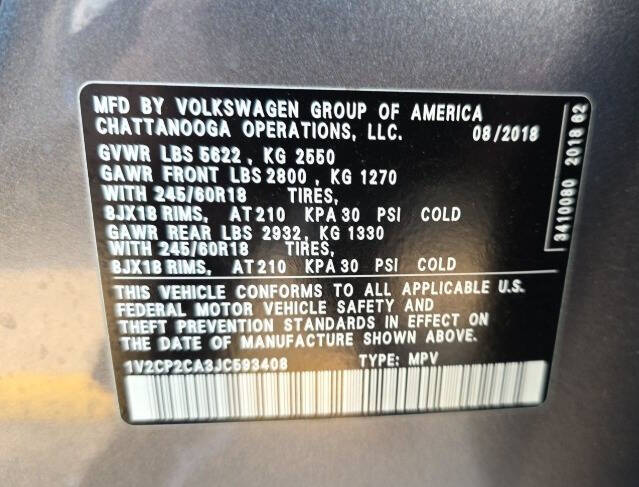 MFD BY VOLKSWAGEN GROUP OF AMERICA
CHATTANOOGA OPERATIONS, LLC. 08/2018
GVWR LBS 5622, KG 2550
GAWR FRONT LBS 2800, KG 1270
WITH 245/60R18 TIRES,
8JX18 RIMS, AT 210 KPA 30 PSI COLD
GAWR REAR LBS 2932, KG 1330
WITH 245/60R18 TIRES,
8JX18 RIMS, AT 210 KPA 30 PSI COLD
THIS VEHICLE CONFORMS TO ALL APPLICABLE U.S.
FEDERAL MOTOR VEHICLE SAFETY AND
THEFT PREVENTION STANDARDS IN EFFECT ON
THE DATE OF MANUFACTURE SHOWN ABOVE.
1V2CP2CA3JC593408 TYPE: MPV
3410080 2018 82